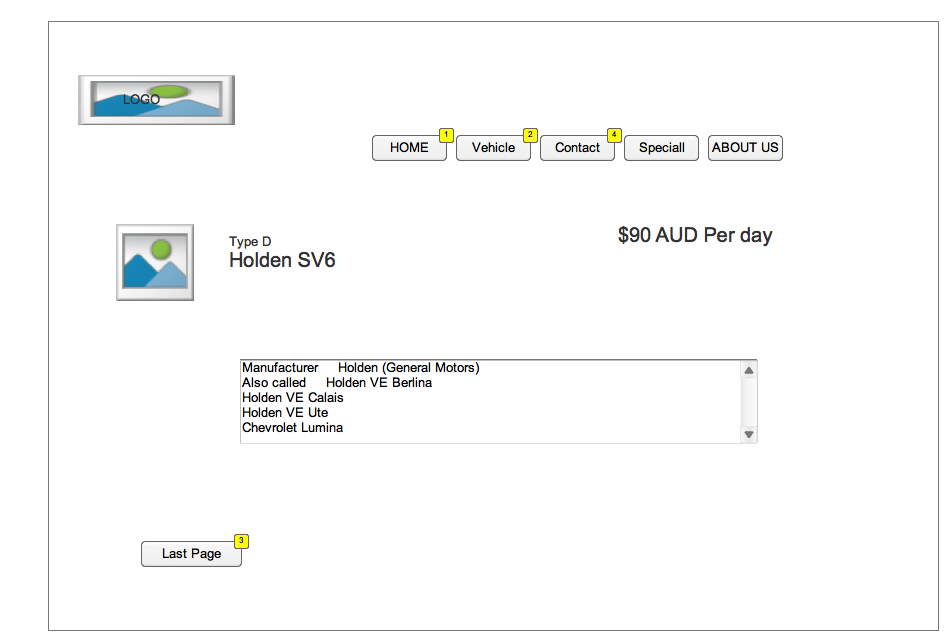 LOGO
1 2 4
HOME Vehicle Contact Speciall ABOUT US
$90 AUD Per day
Type D
Holden SV6
Manufacturer Holden (General Motors)
Also called Holden VE Berlina
Holden VE Calais
Holden VE Ute
Chevrolet Lumina
3
Last Page